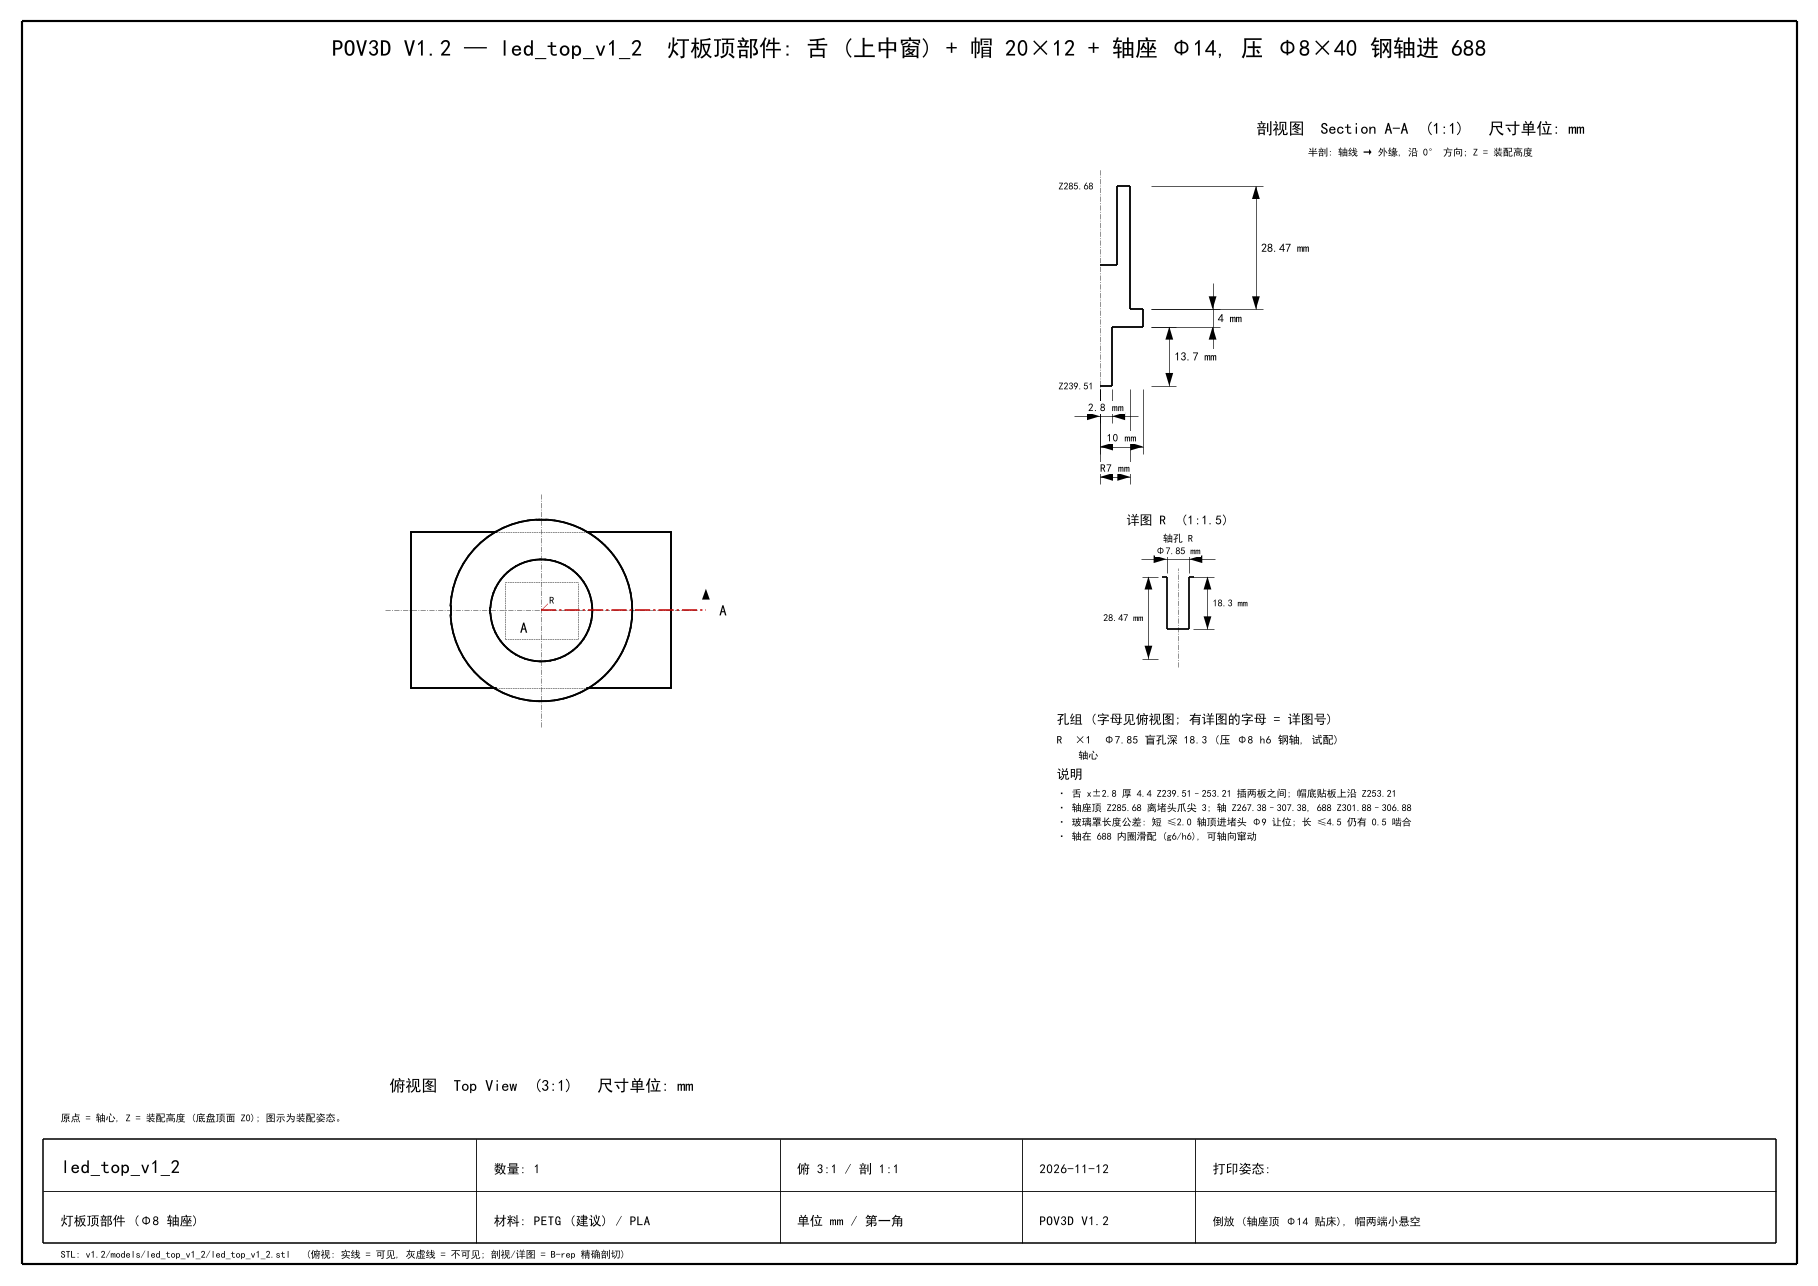 POV3D V1.2 — led_top_v1_2  灯板顶部件: 舌 (上中窗) + 帽 20×12 + 轴座 Φ14, 压 Φ8×40 钢轴进 688
剖视图  Section A-A  (1:1)  尺寸单位: mm
半剖: 轴线 → 外缘, 沿 0° 方向; Z = 装配高度
Z285.68
28.47 mm
4 mm
13.7 mm
Z239.51
2.8 mm
10 mm
R7 mm
详图 R  (1:1.5)
轴孔 R
Φ7.85 mm
18.3 mm
28.47 mm
R
A
A
孔组 (字母见俯视图; 有详图的字母 = 详图号)
R  ×1  Φ7.85 盲孔深 18.3 (压 Φ8 h6 钢轴, 试配)
轴心
说明
· 舌 x±2.8 厚 4.4 Z239.51–253.21 插两板之间; 帽底贴板上沿 Z253.21
· 轴座顶 Z285.68 离堵头爪尖 3; 轴 Z267.38–307.38, 688 Z301.88–306.88
· 玻璃罩长度公差: 短 ≤2.0 轴顶进堵头 Φ9 让位; 长 ≤4.5 仍有 0.5 啮合
· 轴在 688 内圈滑配 (g6/h6), 可轴向窜动
俯视图  Top View  (3:1)  尺寸单位: mm
原点 = 轴心, Z = 装配高度 (底盘顶面 Z0); 图示为装配姿态。
led_top_v1_2
数量: 1
俯 3:1 / 剖 1:1
2026-11-12
打印姿态:
灯板顶部件 (Φ8 轴座)
材料: PETG (建议) / PLA
单位 mm / 第一角
POV3D V1.2
倒放 (轴座顶 Φ14 贴床), 帽两端小悬空
STL: v1.2/models/led_top_v1_2/led_top_v1_2.stl  (俯视: 实线 = 可见, 灰虚线 = 不可见; 剖视/详图 = B-rep 精确剖切)